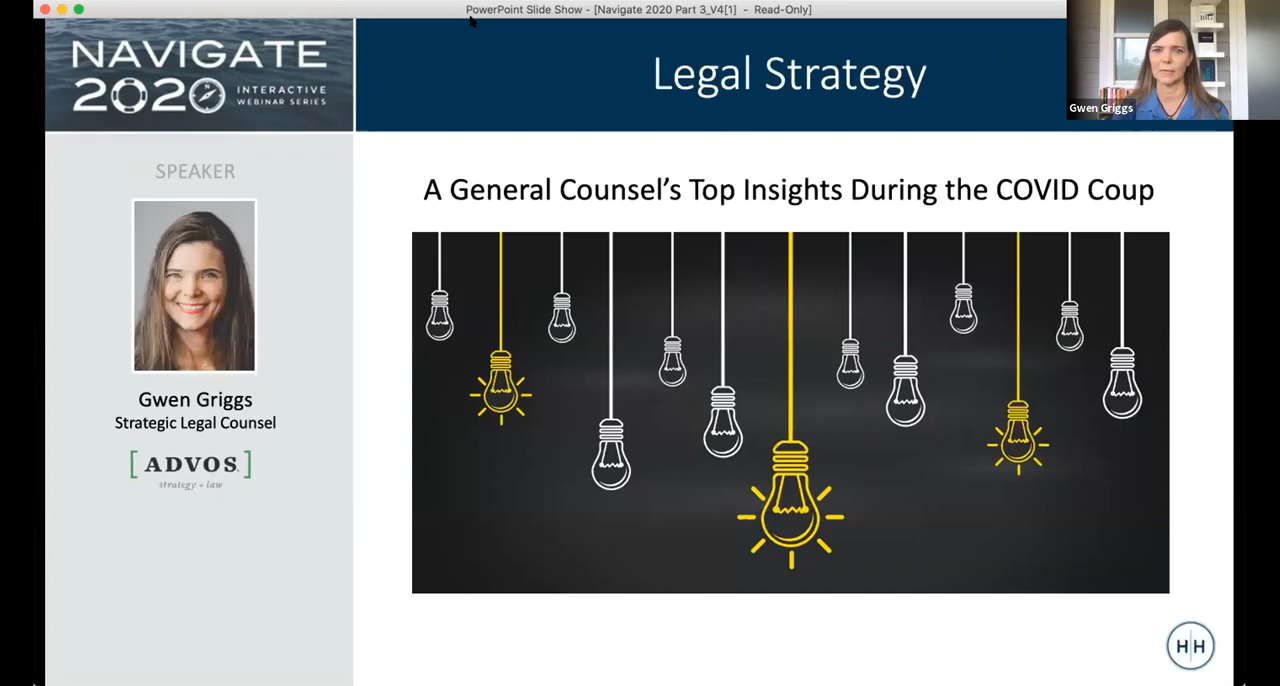 PowerPoint Slide Show - [Navigate 2020 Part 3_V4[1] - Read-Only]
NAVIGATE
2020 INTERACTIVE
WEBINAR SERIES
N
Legal Strategy
Gwen Griggs
SPEAKER
Gwen Griggs
Strategic Legal Counsel
[ADVOS]
strategy + law
A General Counsel's Top Insights During the COVID Coup
H|H